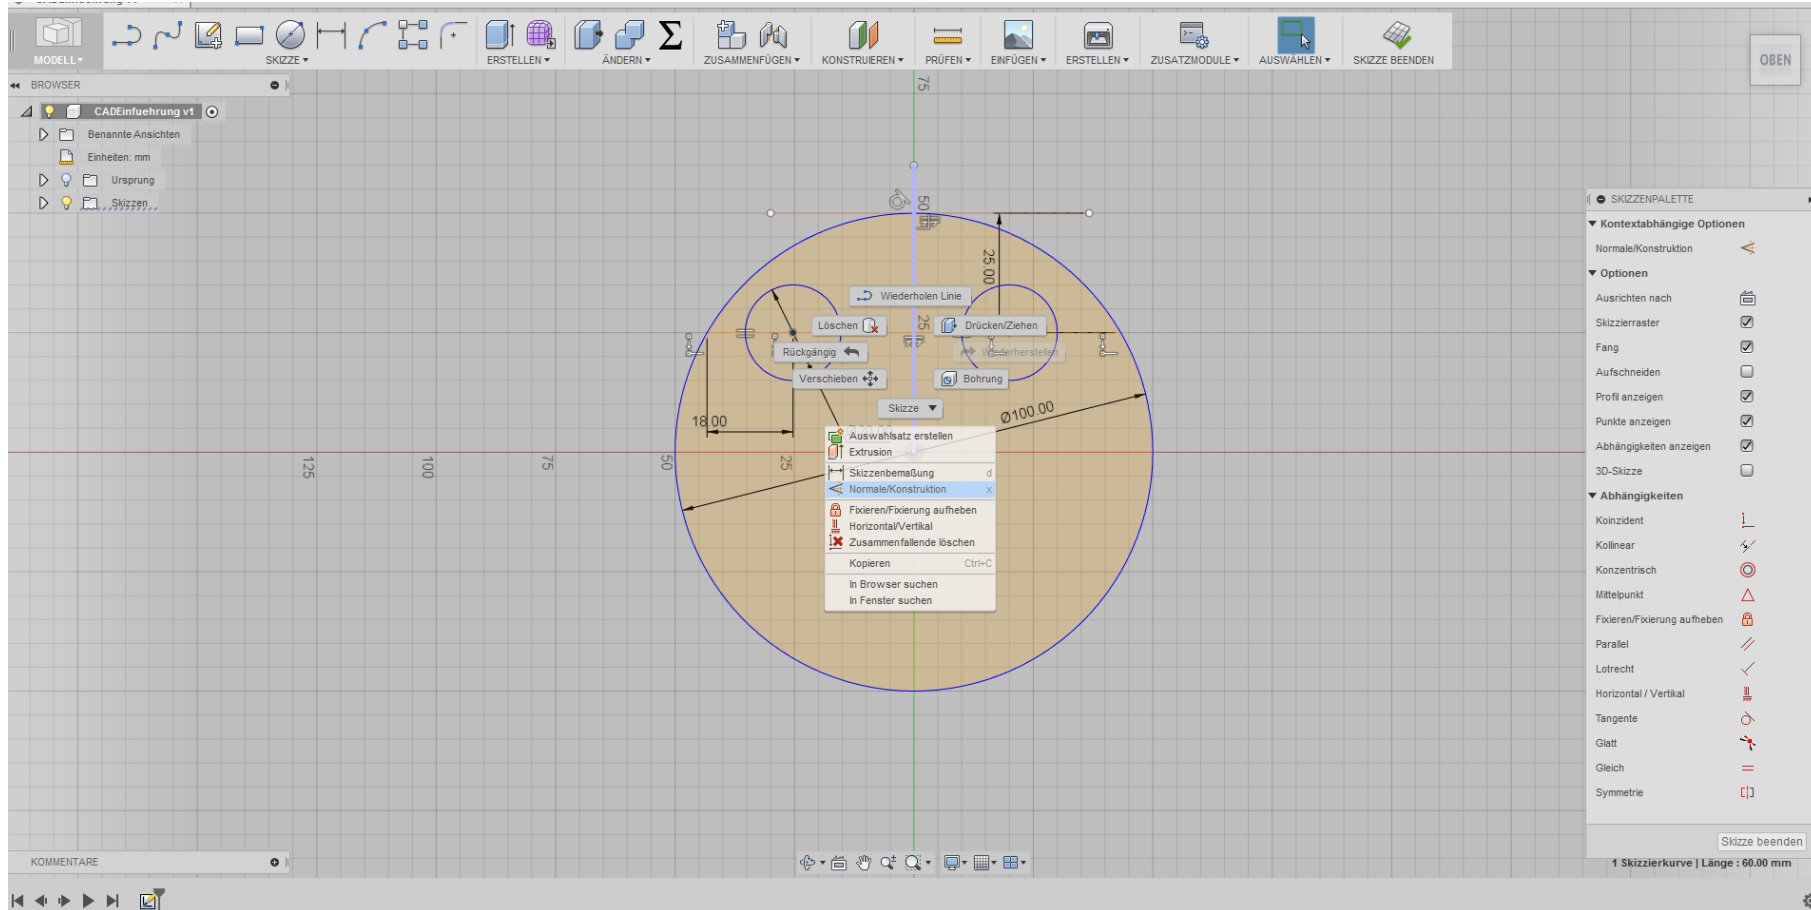 MODELL
SKIZZE
ERSTELLEN
ÄNDERN
ZUSAMMENFÜGEN
KONSTRUIEREN
PRÜFEN
EINFÜGEN
ERSTELLEN
ZUSATZMODULE
AUSWÄHLEN
SKIZZE BEENDEN
OBEN
BROWSER
CADEinfuehrung v1
Benannte Ansichten
Einheiten: mm
Ursprung
Skizzen
75
50
25.00
Wiederholen Linie
Löschen
25
Drücken/Ziehen
Rückgängig
Wiederherstellen
Verschieben
Bohrung
Skizze
18.00
Ø100.00
125
100
75
50
25
Auswahlsatz erstellen
Extrusion
Skizzenbemaßung d
Normale/Konstruktion x
Fixieren/Fixierung aufheben
Horizontal/Vertikal
Zusammenfallende löschen
Kopieren Ctrl+C
In Browser suchen
In Fenster suchen
SKIZZENPALETTE
Kontextabhängige Optionen
Normale/Konstruktion
Optionen
Ausrichten nach
Skizzierraster
Fang
Aufschneiden
Profil anzeigen
Punkte anzeigen
Abhängigkeiten anzeigen
3D-Skizze
Abhängigkeiten
Koinzident
Kollinear
Konzentrisch
Mittelpunkt
Fixieren/Fixierung aufheben
Parallel
Lotrecht
Horizontal / Vertikal
Tangente
Glatt
Gleich
Symmetrie
Skizze beenden
KOMMENTARE
1 Skizzierkurve | Länge : 60.00 mm